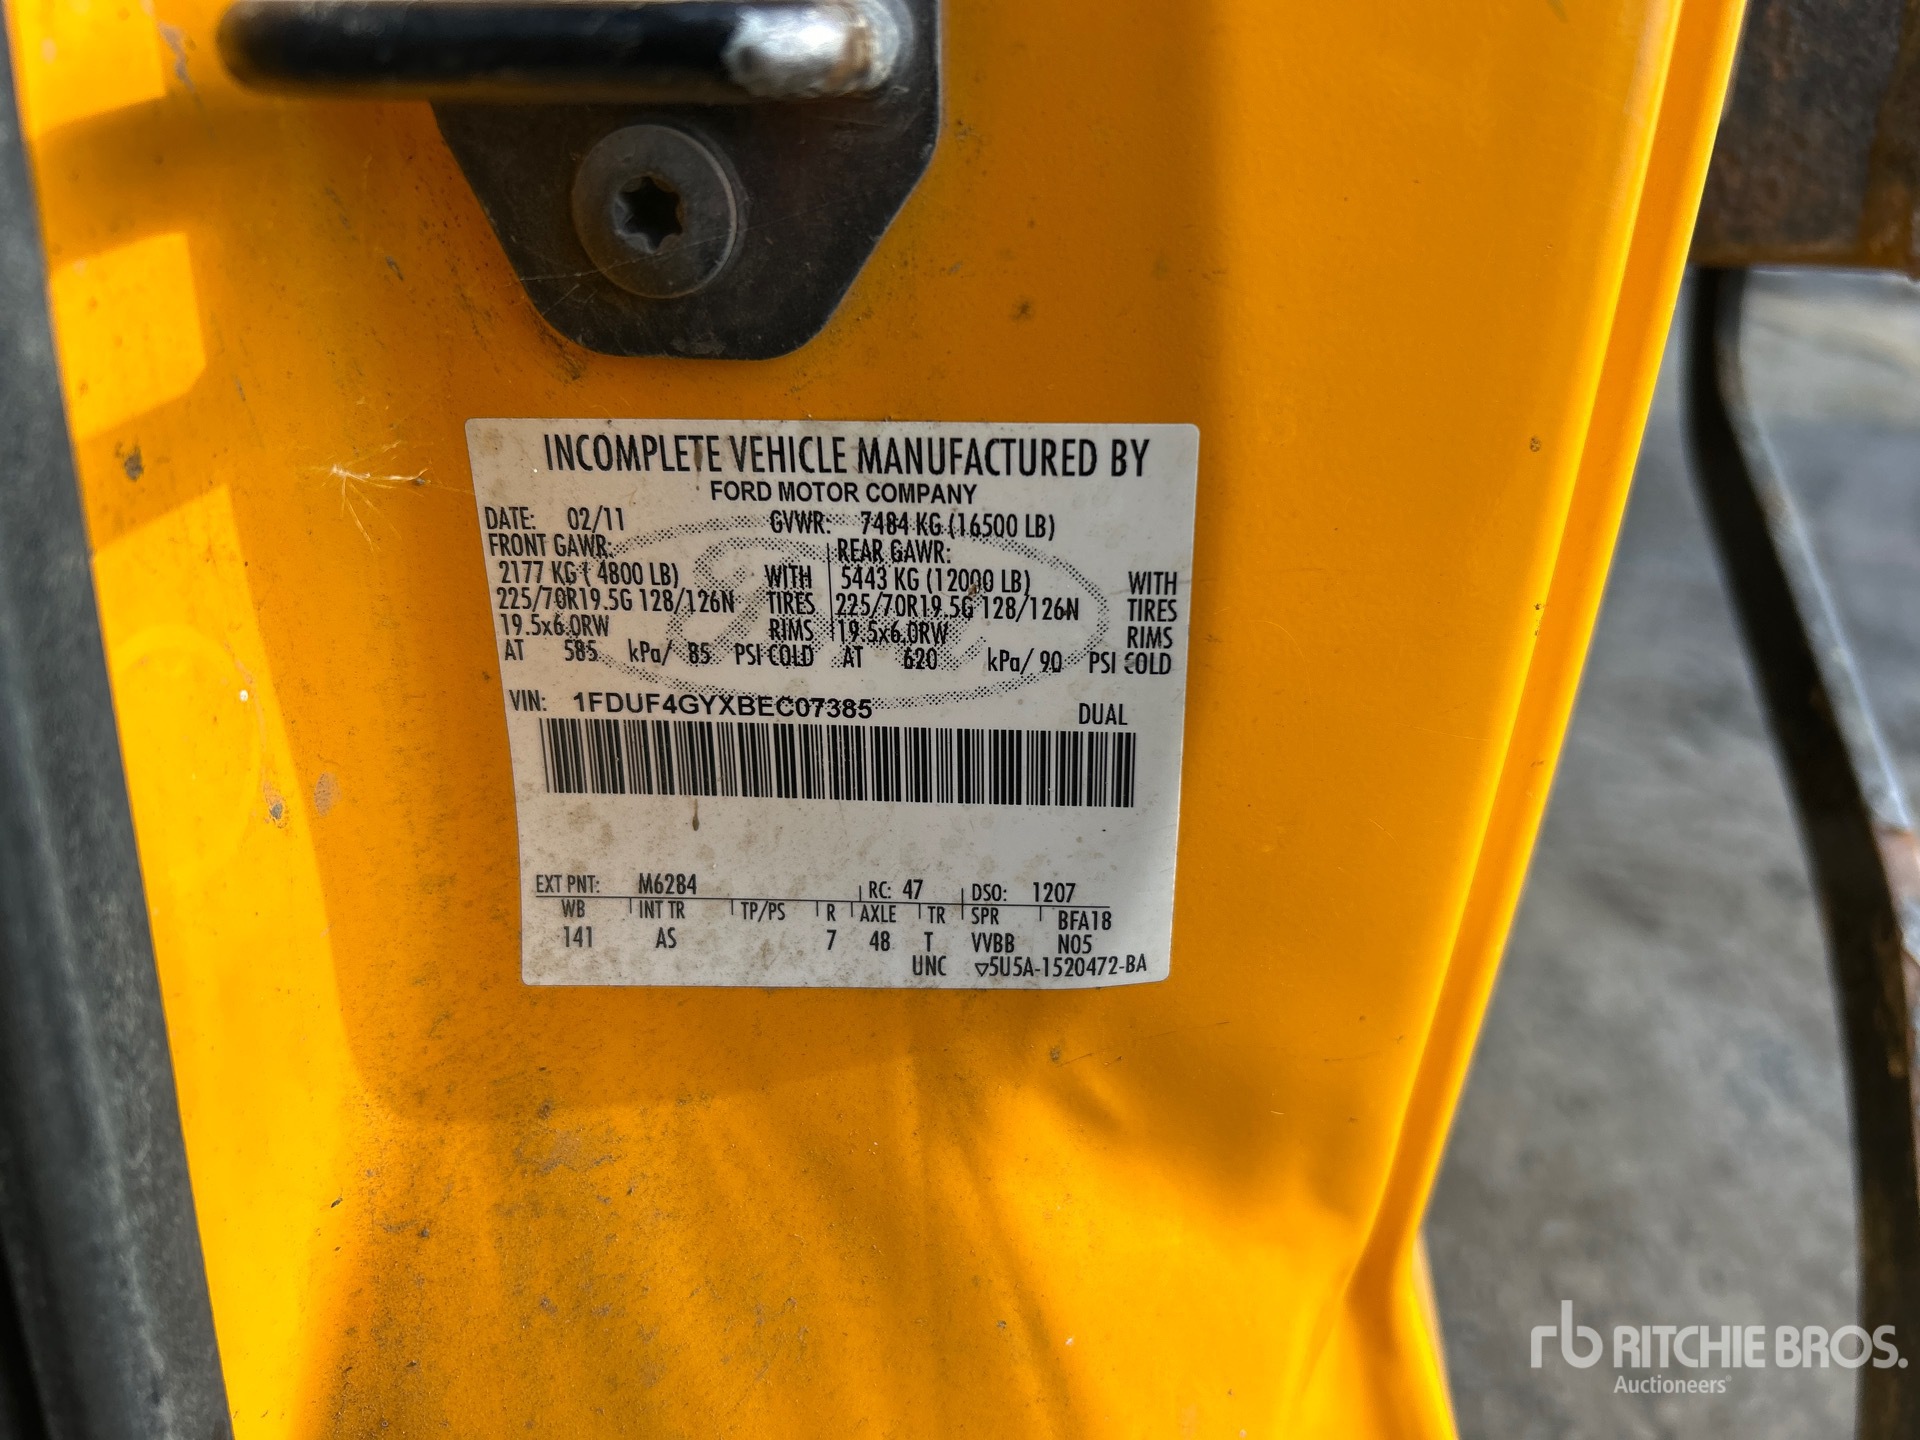 INCOMPLETE VEHICLE MANUFACTURED BY
FORD MOTOR COMPANY
DATE: 02/11 GVWR: 7484 KG (16500 LB)
FRONT GAWR: REAR GAWR:
2177 KG ( 4800 LB) WITH 5443 KG (12000 LB) WITH
225/70R19.5G 128/126N TIRES 225/70R19.5G 128/126N TIRES
19.5x6.0RW RIMS 19.5x6.0RW RIMS
AT 585 kPa/ 85 PSI COLD AT 620 kPa/ 90 PSI COLD
VIN: 1FDUF4GYXBEC07385 DUAL
EXT PNT: M6284 RC: 47 DSO: 1207
WB INT TR TP/PS R AXLE TR SPR BFA18
141 AS 7 48 T VVBB N05
UNC ▽5U5A-1520472-BA
rb RITCHIE BROS.
Auctioneers